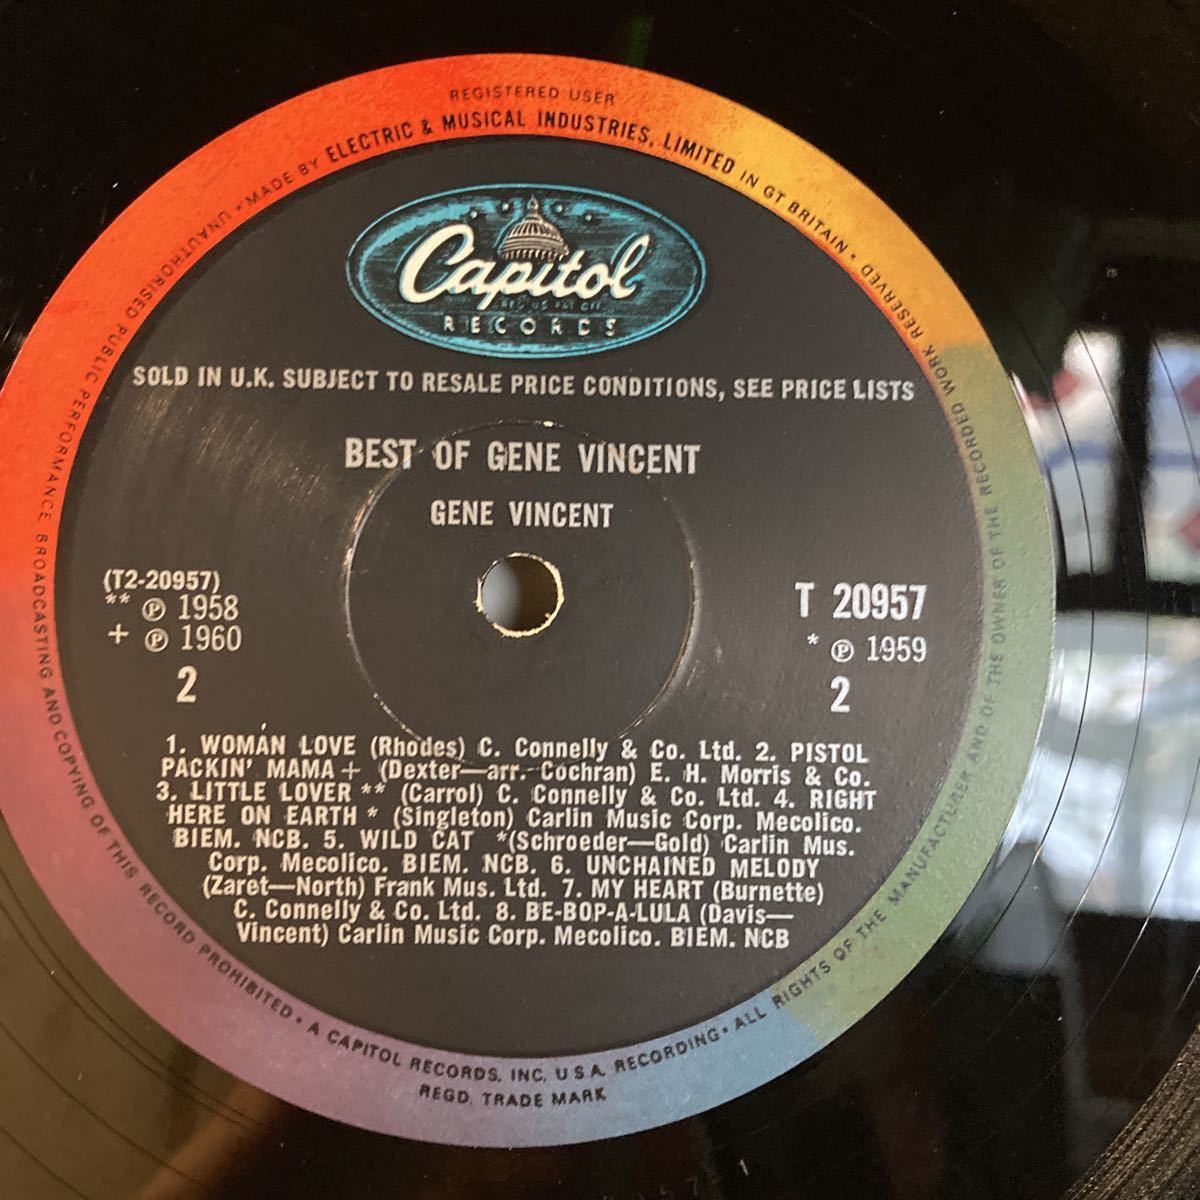 REGISTERED USER
MADE BY ELECTRIC & MUSICAL INDUSTRIES, LIMITED IN GT BRITAIN • RESERVED WORK RECORDED THE OF OWNER THE OF AND MANUFACTURER THE OF RIGHTS ALL • RECORDING U.S.A. INC. RECORDS, CAPITOL A • PROHIBITED RECORD THIS OF COPYING AND BROADCASTING PERFORMANCE, PUBLIC UNAUTHORISED •
REGD. TRADE MARK
Capitol
RECORDS
SOLD IN U.K. SUBJECT TO RESALE PRICE CONDITIONS, SEE PRICE LISTS
BEST OF GENE VINCENT
GENE VINCENT
(T2-20957)
** ℗ 1958
+ ℗ 1960
2
T 20957
* ℗ 1959
2
1. WOMAN LOVE (Rhodes) C. Connelly & Co. Ltd. 2. PISTOL
PACKIN' MAMA + (Dexter—arr. Cochran) E. H. Morris & Co.
3. LITTLE LOVER ** (Carrol) C. Connelly & Co. Ltd. 4. RIGHT
HERE ON EARTH * (Singleton) Carlin Music Corp. Mecolico.
BIEM. NCB. 5. WILD CAT *(Schroeder—Gold) Carlin Mus.
Corp. Mecolico. BIEM. NCB. 6. UNCHAINED MELODY
(Zaret—North) Frank Mus. Ltd. 7. MY HEART (Burnette)
C. Connelly & Co. Ltd. 8. BE-BOP-A-LULA (Davis—
Vincent) Carlin Music Corp. Mecolico. BIEM. NCB